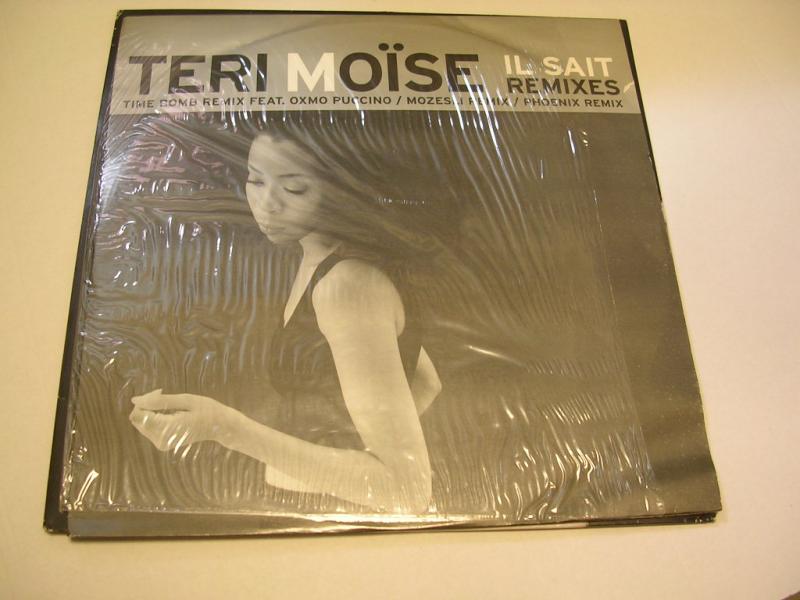 TERI MOÏSE IL SAIT REMIXES
TIME BOMB REMIX FEAT. OXMO PUCCINO / MOZESLI REMIX / PHOENIX REMIX